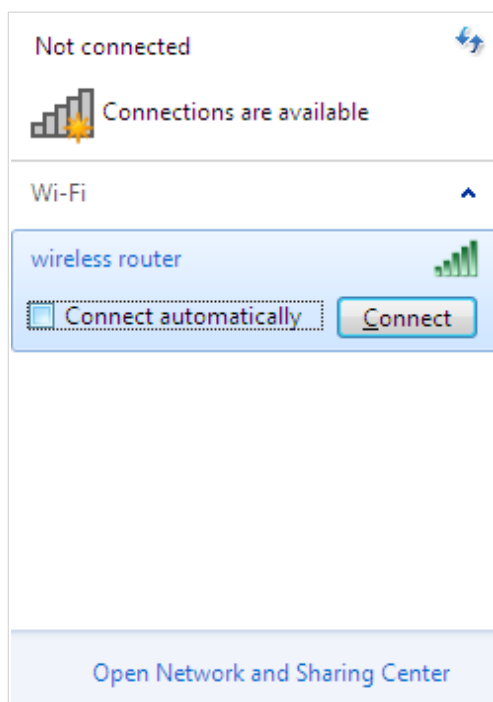 Not connected
Connections are available
Wi-Fi
wireless router
Connect automatically
Connect
Open Network and Sharing Center